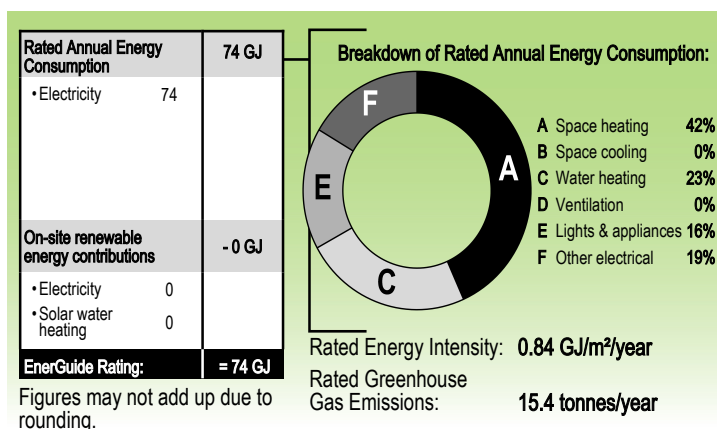 Rated Annual Energy
Consumption
74 GJ
• Electricity 74
On-site renewable
energy contributions
- 0 GJ
• Electricity 0
• Solar water
heating 0
EnerGuide Rating: = 74 GJ
Figures may not add up due to
rounding.
Breakdown of Rated Annual Energy Consumption:
F
A
E
C
A Space heating 42%
B Space cooling 0%
C Water heating 23%
D Ventilation 0%
E Lights & appliances 16%
F Other electrical 19%
Rated Energy Intensity: 0.84 GJ/m²/year
Rated Greenhouse
Gas Emissions: 15.4 tonnes/year